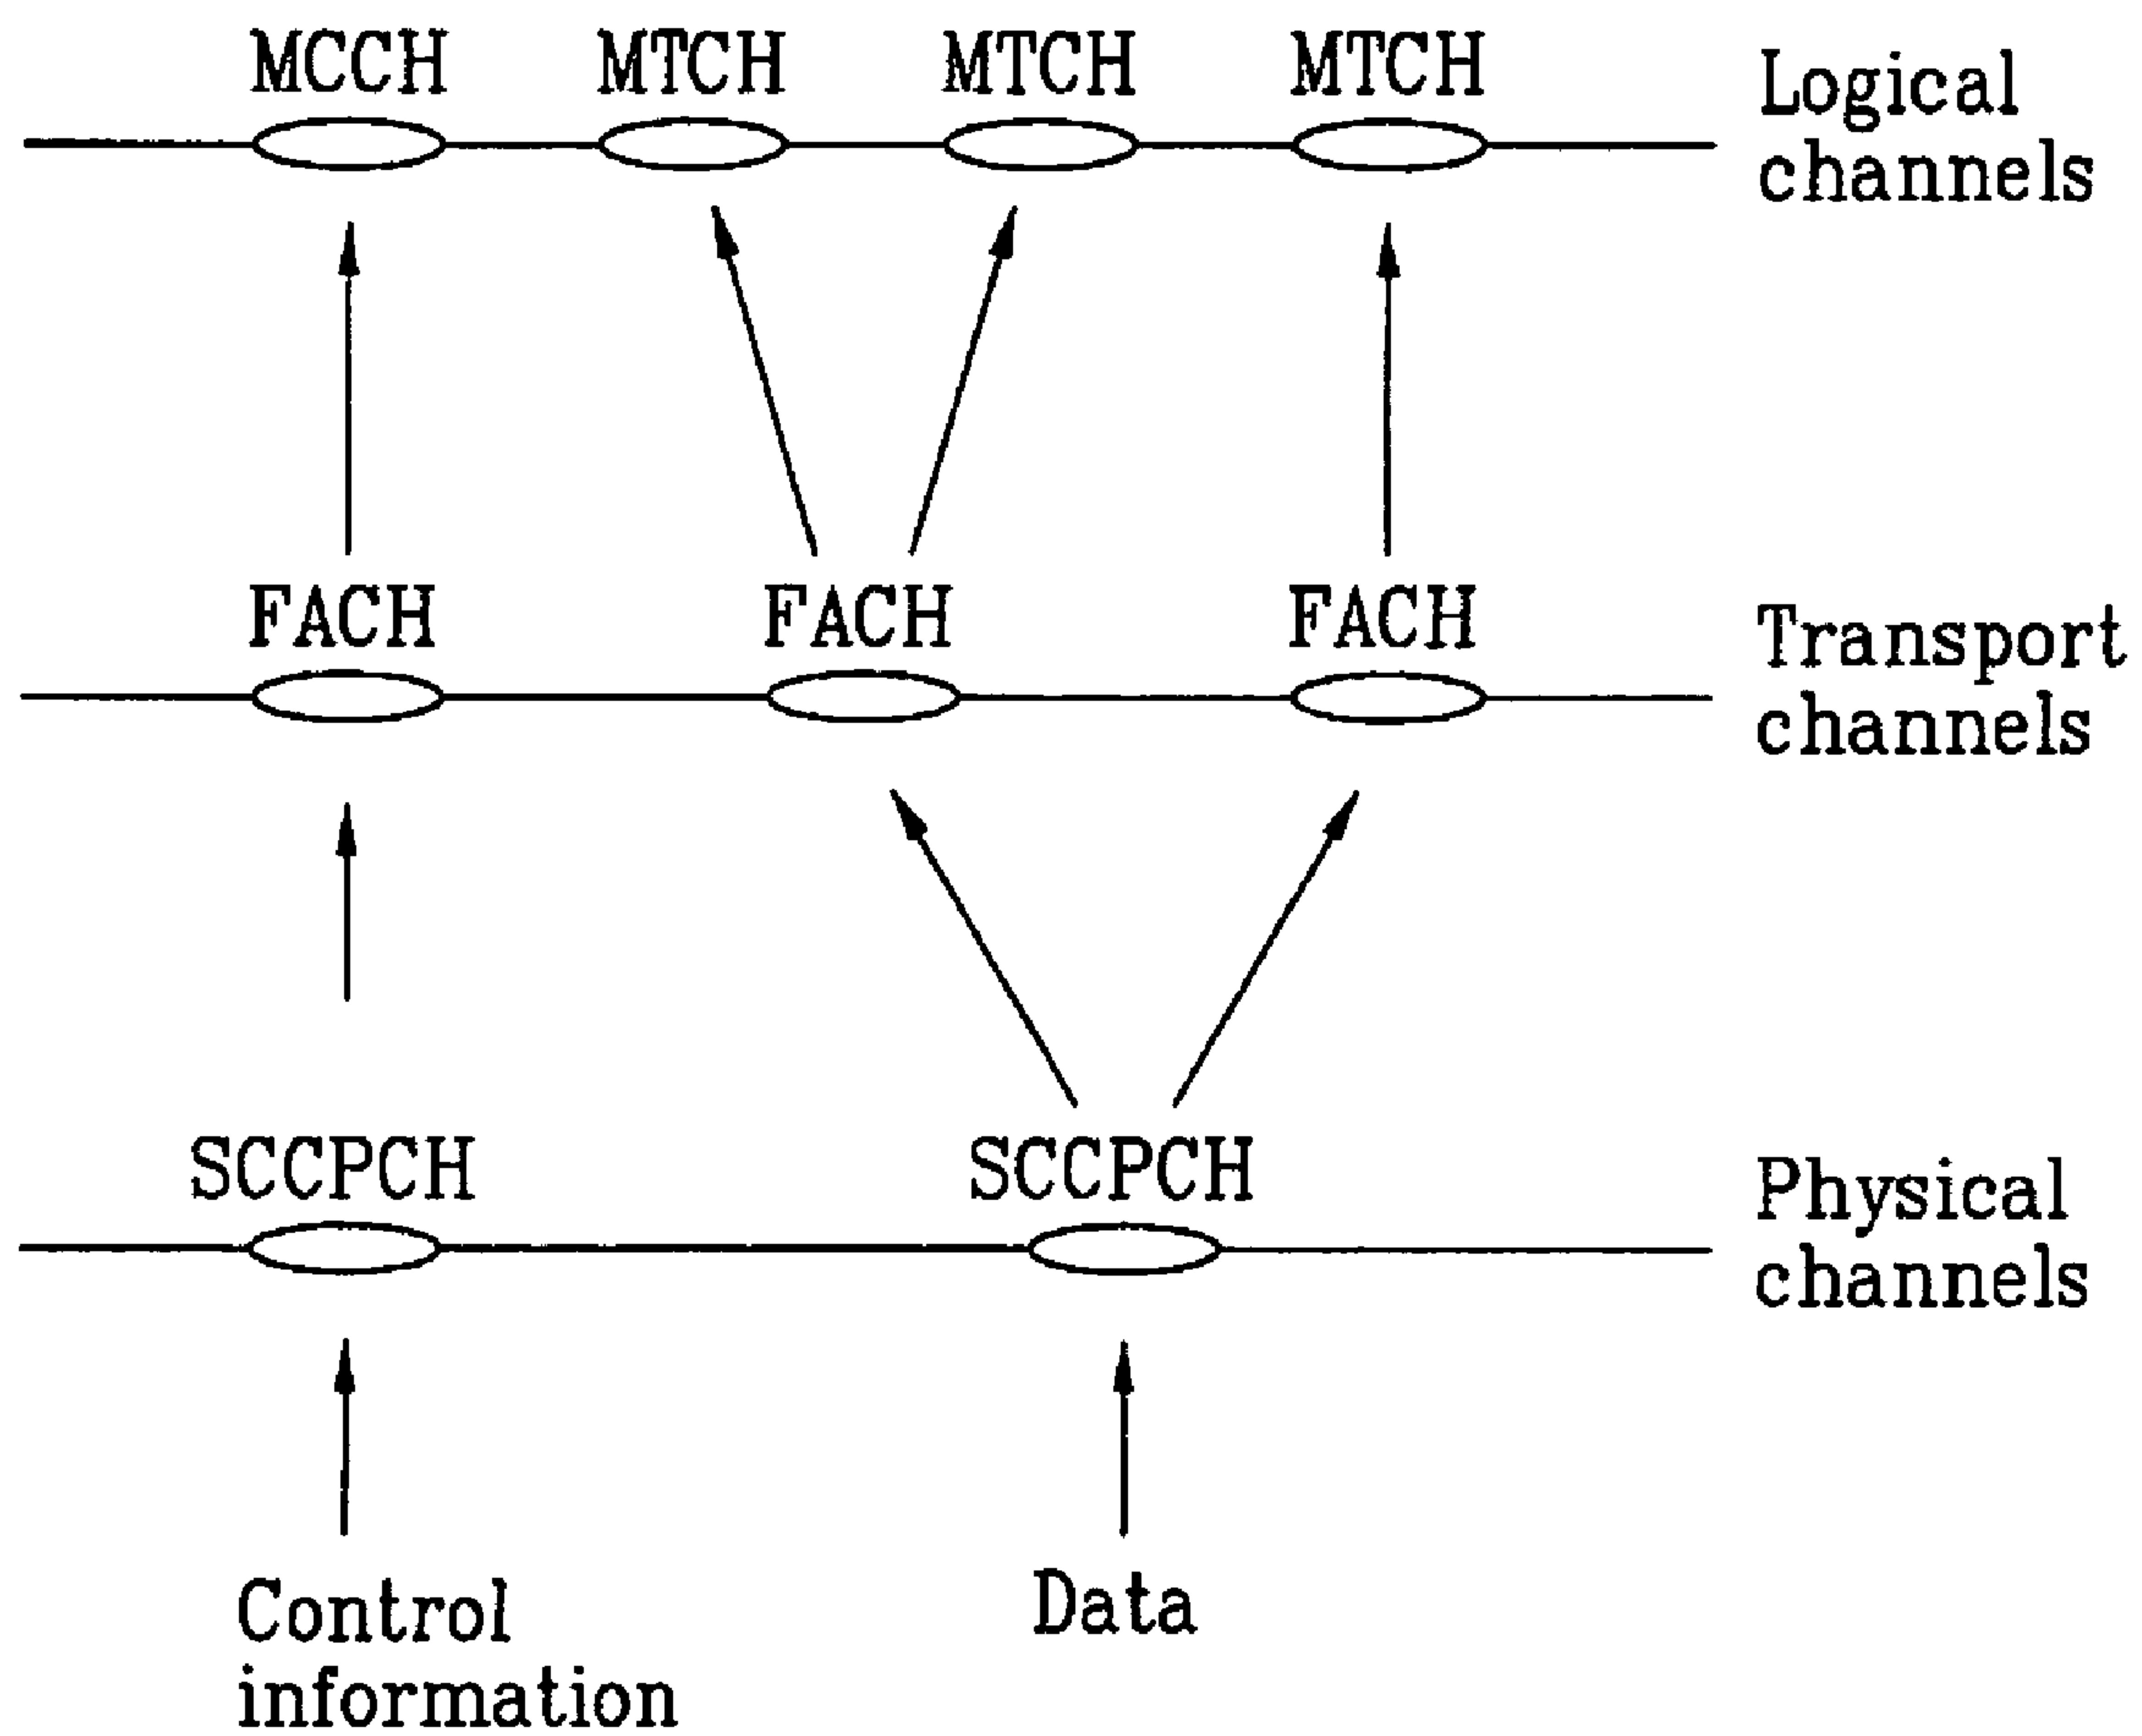 MCCH MTCH MTCH MTCH
Logical
channels
FACH FACH FACH
Transport
channels
SCCPCH SCCPCH
Physical
channels
Control
information
Data